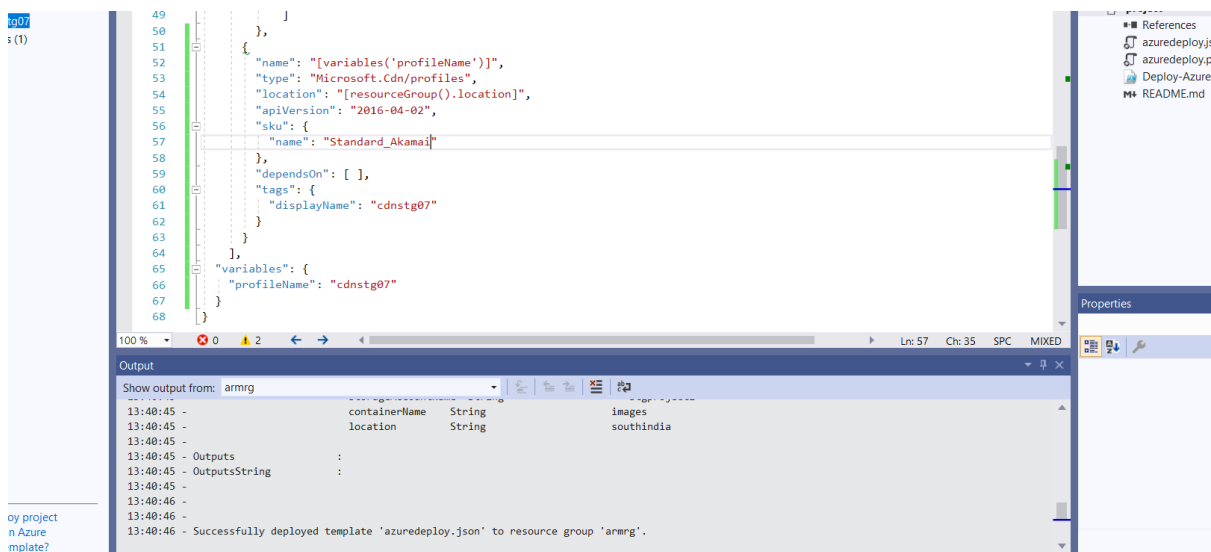 tg07
s (1)
oy project
n Azure
mplate?
49 ]
50 },
51 {
52 "name": "[variables('profileName')]",
53 "type": "Microsoft.Cdn/profiles",
54 "location": "[resourceGroup().location]",
55 "apiVersion": "2016-04-02",
56 "sku": {
57 "name": "Standard_Akamai"
58 },
59 "dependsOn": [ ],
60 "tags": {
61 "displayName": "cdnstg07"
62 }
63 }
64 ],
65 "variables": {
66 "profileName": "cdnstg07"
67 }
68 }
100 % 0 2 Ln: 57 Ch: 35 SPC MIXED
Output
Show output from: armrg
13:40:45 - containerName String images
13:40:45 - location String southindia
13:40:45 -
13:40:45 - Outputs :
13:40:45 - OutputsString :
13:40:45 -
13:40:46 -
13:40:46 -
13:40:46 - Successfully deployed template 'azuredeploy.json' to resource group 'armrg'.
References
azuredeploy.js
azuredeploy.p
Deploy-Azure
README.md
Properties